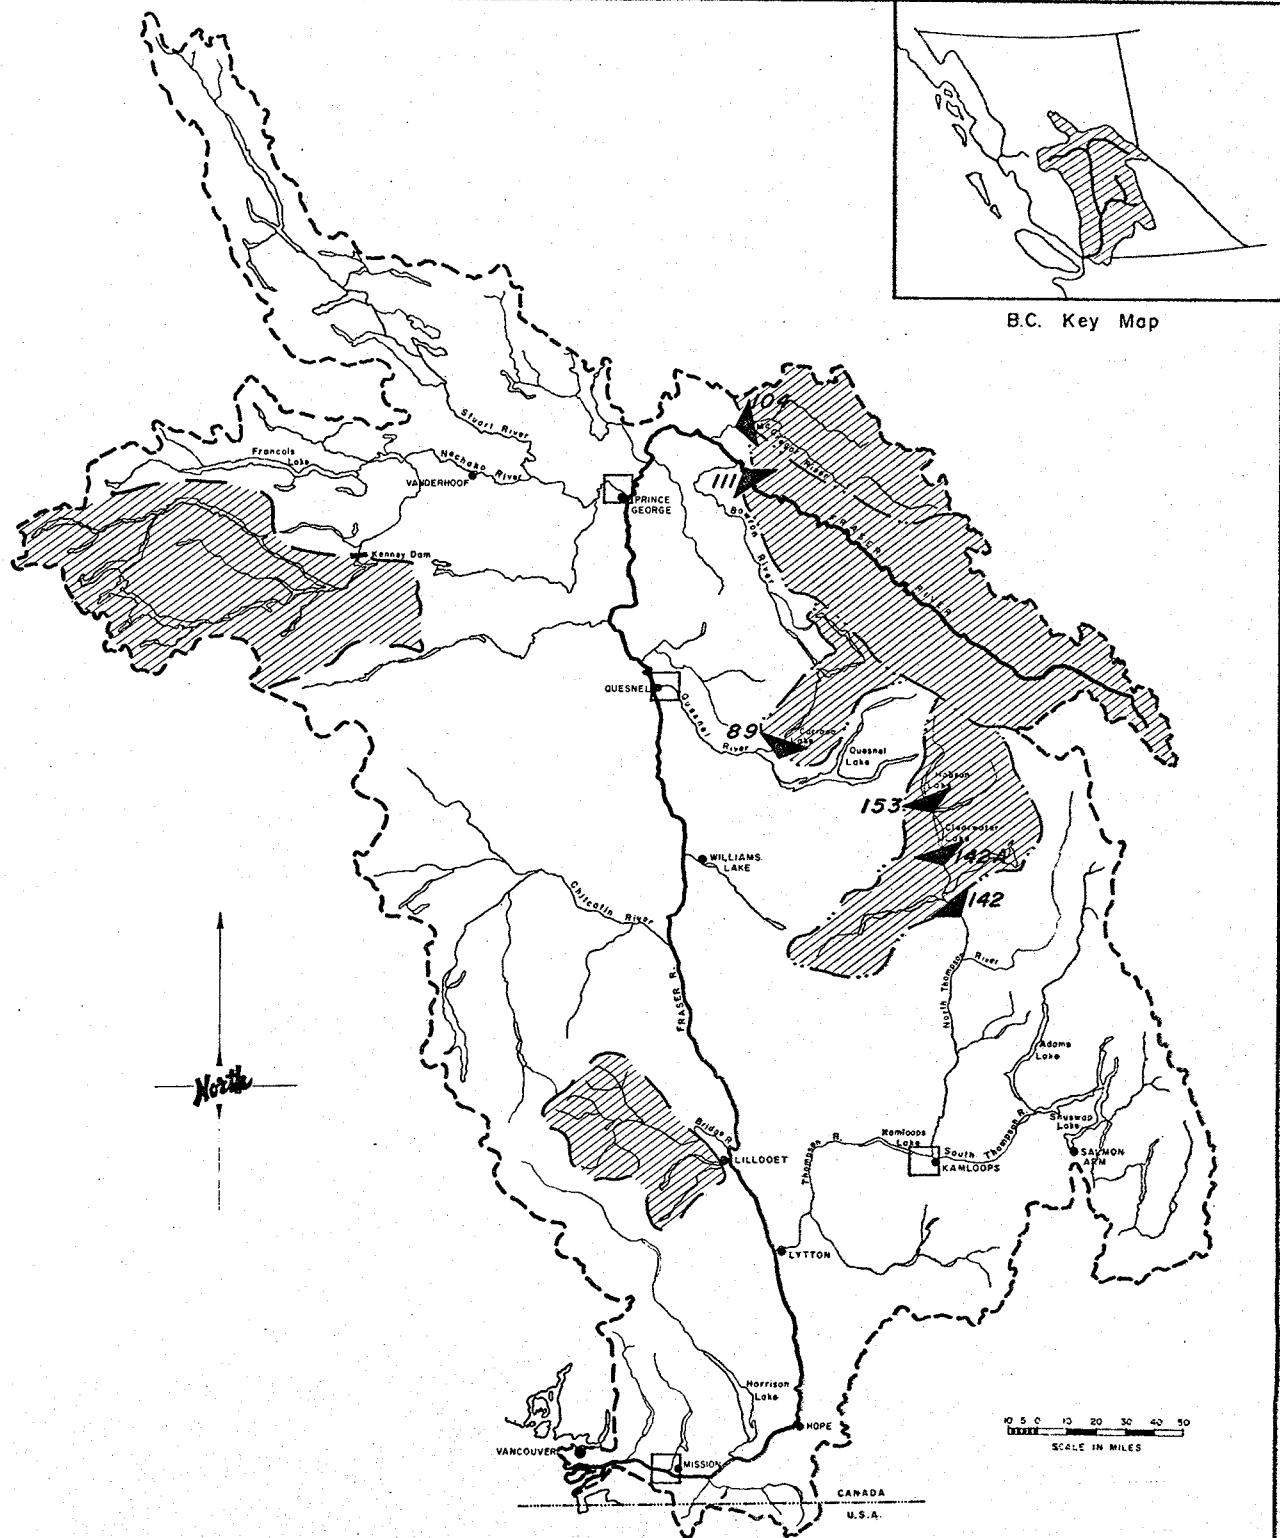 B.C. Key Map
104
McGregor River
111
Stuart River
Nechako River
Francois
Lake
VANDERHOOF
PRINCE
GEORGE
Bowron River
FRASER RIVER
Kenney Dam
QUESNEL
Quesnel
River
89
Cariboo
Lake
Quesnel
Lake
Hobson
Lake
153
Clearwater
Lake
142A
142
WILLIAMS
LAKE
Chilcotin River
FRASER R.
North Thompson
River
Adams
Lake
North
Bridge R.
LILLOOET
Thompson R.
Kamloops
Lake
South Thompson R.
KAMLOOPS
Shuswap
Lake
SALMON
ARM
LYTTON
Harrison
Lake
HOPE
VANCOUVER
MISSION
10 5 0 10 20 30 40 50
SCALE IN MILES
CANADA
U.S.A.